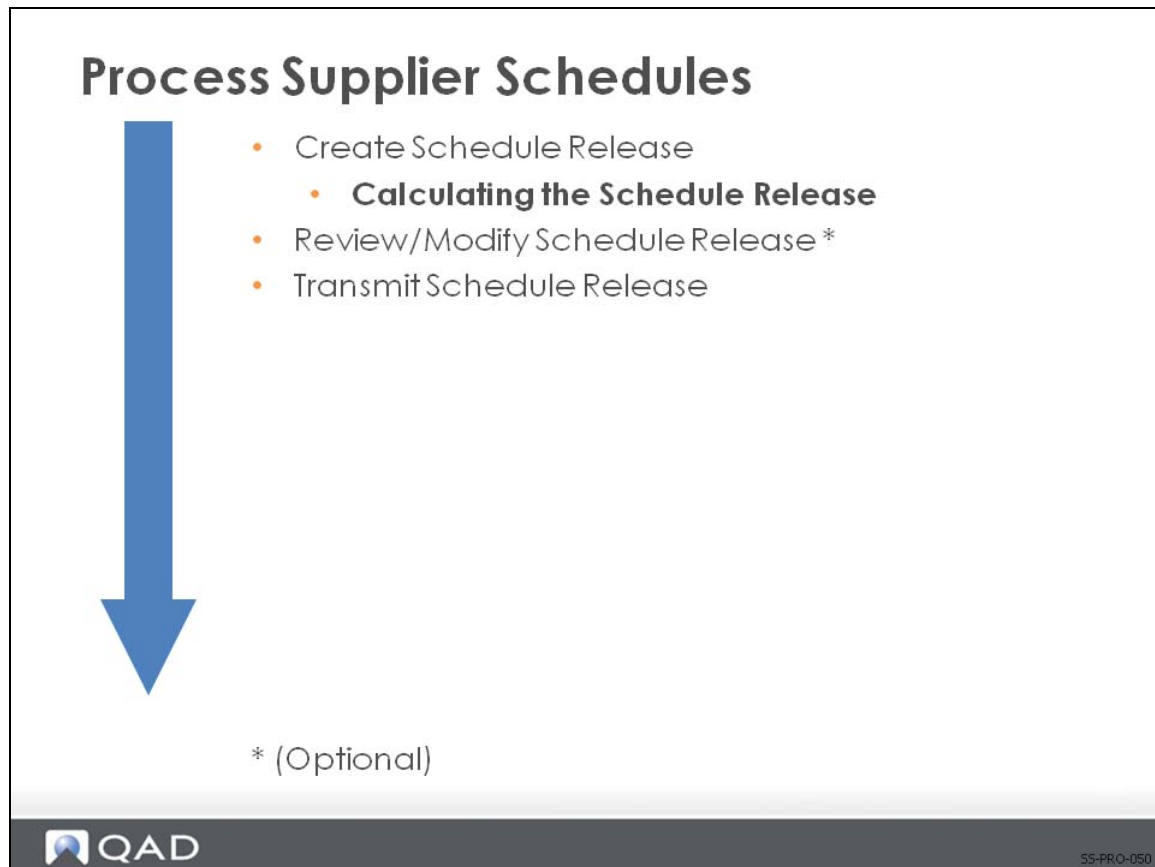 Process Supplier Schedules
• Create Schedule Release
• Calculating the Schedule Release
• Review/Modify Schedule Release *
• Transmit Schedule Release
* (Optional)
QAD
SS-PRO-050